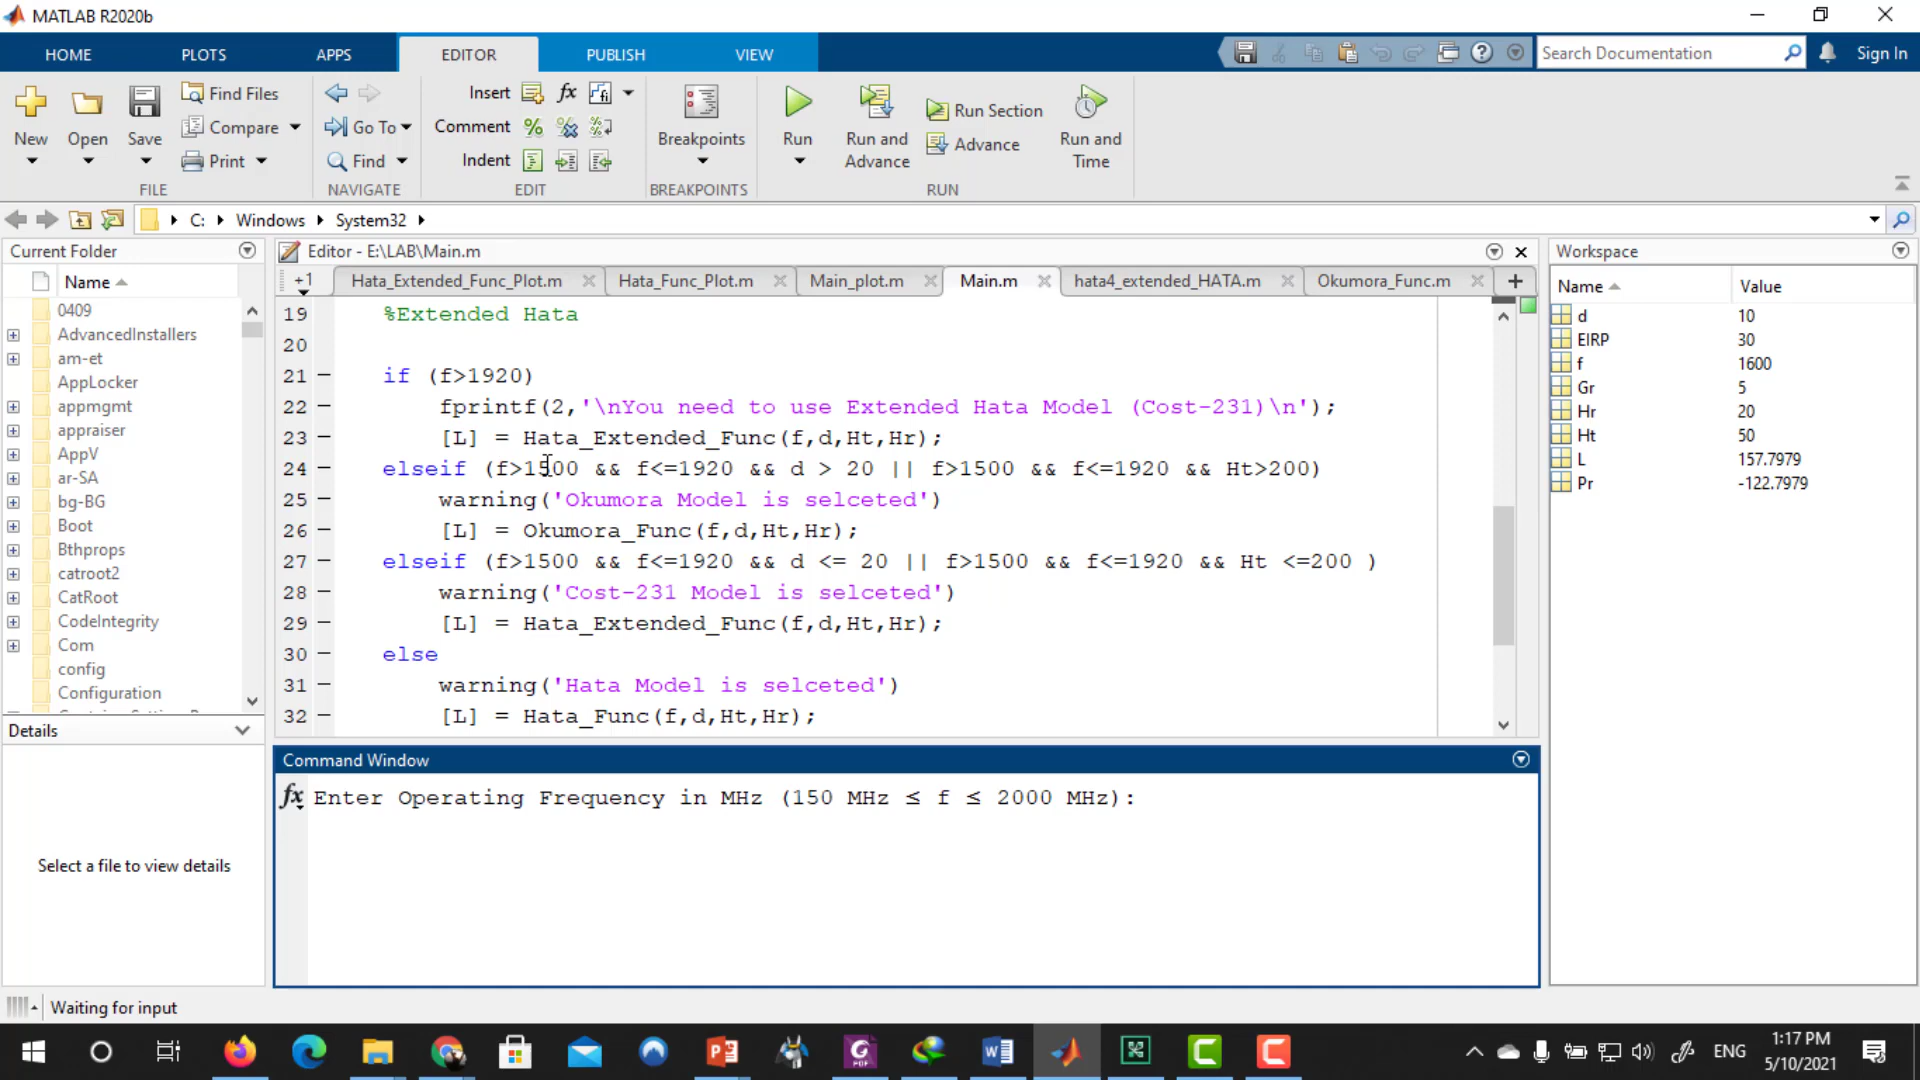 MATLAB R2020b
HOME PLOTS APPS EDITOR PUBLISH VIEW Search Documentation Sign In
New Open Save Find Files Compare Print
FILE
Go To Find
NAVIGATE
Insert fx
Comment
Indent
EDIT
Breakpoints
BREAKPOINTS
Run Run and Advance Run Section Advance Run and Time
RUN
C: Windows System32
Current Folder
Name
0409
AdvancedInstallers
am-et
AppLocker
appmgmt
appraiser
AppV
ar-SA
bg-BG
Boot
Bthprops
catroot2
CatRoot
CodeIntegrity
Com
config
Configuration
Details
Select a file to view details
Editor - E:\LAB\Main.m
+1 Hata_Extended_Func_Plot.m Hata_Func_Plot.m Main_plot.m Main.m hata4_extended_HATA.m Okumora_Func.m
19 %Extended Hata
20
21 if (f>1920)
22 fprintf(2,'\nYou need to use Extended Hata Model (Cost-231)\n');
23 [L] = Hata_Extended_Func(f,d,Ht,Hr);
24 elseif (f>1500 && f<=1920 && d > 20 || f>1500 && f<=1920 && Ht>200)
25 warning('Okumora Model is selceted')
26 [L] = Okumora_Func(f,d,Ht,Hr);
27 elseif (f>1500 && f<=1920 && d <= 20 || f>1500 && f<=1920 && Ht <=200 )
28 warning('Cost-231 Model is selceted')
29 [L] = Hata_Extended_Func(f,d,Ht,Hr);
30 else
31 warning('Hata Model is selceted')
32 [L] = Hata_Func(f,d,Ht,Hr);
Command Window
fx Enter Operating Frequency in MHz (150 MHz ≤ f ≤ 2000 MHz):
Workspace
Name Value
d 10
EIRP 30
f 1600
Gr 5
Hr 20
Ht 50
L 157.7979
Pr -122.7979
Waiting for input
ENG
1:17 PM
5/10/2021